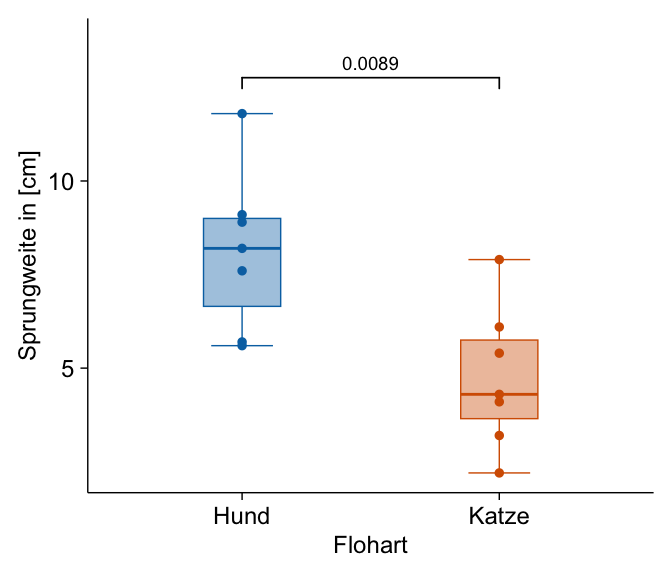 0.0089
10
5
Sprungweite in [cm]
Hund Katze
Flohart